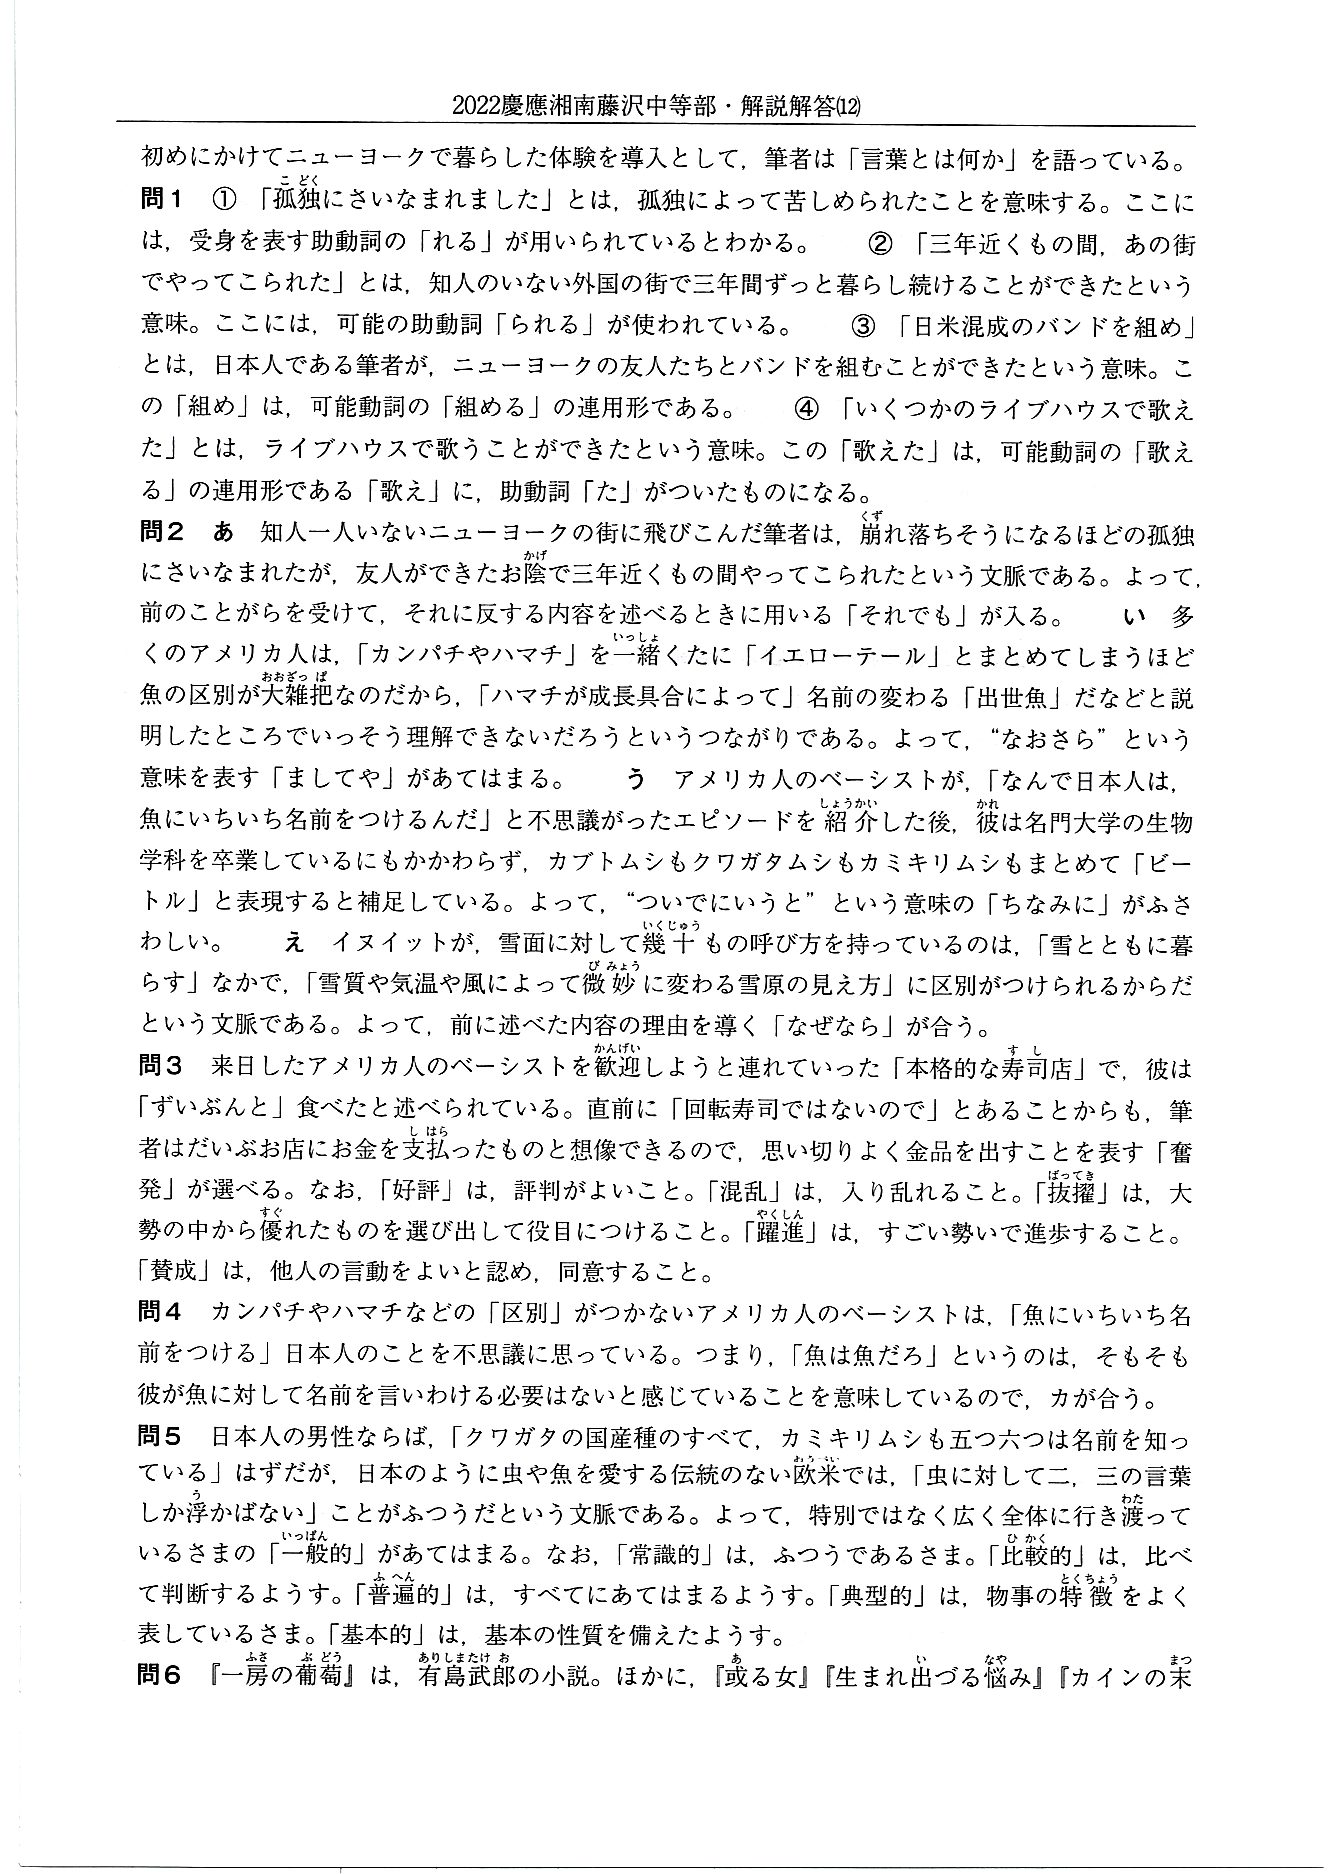 2022慶應湘南藤沢中等部・解説解答⑿
初めにかけてニューヨークで暮らした体験を導入として，筆者は「言葉とは何か」を語っている。
問1　①　「孤独にさいなまれました」とは，孤独によって苦しめられたことを意味する。ここに
は，受身を表す助動詞の「れる」が用いられているとわかる。　　②　「三年近くもの間，あの街
でやってこられた」とは，知人のいない外国の街で三年間ずっと暮らし続けることができたという
意味。ここには，可能の助動詞「られる」が使われている。　　③　「日米混成のバンドを組め」
とは，日本人である筆者が，ニューヨークの友人たちとバンドを組むことができたという意味。こ
の「組め」は，可能動詞の「組める」の連用形である。　　④　「いくつかのライブハウスで歌え
た」とは，ライブハウスで歌うことができたという意味。この「歌えた」は，可能動詞の「歌え
る」の連用形である「歌え」に，助動詞「た」がついたものになる。
問2　あ　知人一人いないニューヨークの街に飛びこんだ筆者は，崩れ落ちそうになるほどの孤独
にさいなまれたが，友人ができたお陰で三年近くもの間やってこられたという文脈である。よって，
前のことがらを受けて，それに反する内容を述べるときに用いる「それでも」が入る。　　い　多
くのアメリカ人は，「カンパチやハマチ」を一緒くたに「イエローテール」とまとめてしまうほど
魚の区別が大雑把なのだから，「ハマチが成長具合によって」名前の変わる「出世魚」だなどと説
明したところでいっそう理解できないだろうというつながりである。よって，“なおさら”という
意味を表す「ましてや」があてはまる。　　う　アメリカ人のベーシストが，「なんで日本人は，
魚にいちいち名前をつけるんだ」と不思議がったエピソードを紹介した後，彼は名門大学の生物
学科を卒業しているにもかかわらず，カブトムシもクワガタムシもカミキリムシもまとめて「ビー
トル」と表現すると補足している。よって，“ついでにいうと”という意味の「ちなみに」がふさ
わしい。　　え　イヌイットが，雪面に対して幾十もの呼び方を持っているのは，「雪とともに暮
らす」なかで，「雪質や気温や風によって微妙に変わる雪原の見え方」に区別がつけられるからだ
という文脈である。よって，前に述べた内容の理由を導く「なぜなら」が合う。
問3　来日したアメリカ人のベーシストを歓迎しようと連れていった「本格的な寿司店」で，彼は
「ずいぶんと」食べたと述べられている。直前に「回転寿司ではないので」とあることからも，筆
者はだいぶお店にお金を支払ったものと想像できるので，思い切りよく金品を出すことを表す「奮
発」が選べる。なお，「好評」は，評判がよいこと。「混乱」は，入り乱れること。「抜擢」は，大
勢の中から優れたものを選び出して役目につけること。「躍進」は，すごい勢いで進歩すること。
「賛成」は，他人の言動をよいと認め，同意すること。
問4　カンパチやハマチなどの「区別」がつかないアメリカ人のベーシストは，「魚にいちいち名
前をつける」日本人のことを不思議に思っている。つまり，「魚は魚だろ」というのは，そもそも
彼が魚に対して名前を言いわける必要はないと感じていることを意味しているので，カが合う。
問5　日本人の男性ならば，「クワガタの国産種のすべて，カミキリムシも五つ六つは名前を知っ
ている」はずだが，日本のように虫や魚を愛する伝統のない欧米では，「虫に対して二，三の言葉
しか浮かばない」ことがふつうだという文脈である。よって，特別ではなく広く全体に行き渡って
いるさまの「一般的」があてはまる。なお，「常識的」は，ふつうであるさま。「比較的」は，比べ
て判断するようす。「普遍的」は，すべてにあてはまるようす。「典型的」は，物事の特徴をよく
表しているさま。「基本的」は，基本の性質を備えたようす。
問6　『一房の葡萄』は，有島武郎の小説。ほかに，『或る女』『生まれ出づる悩み』『カインの末